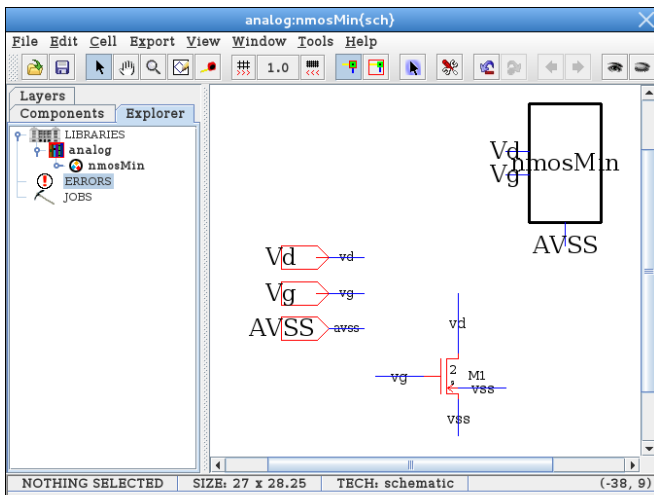 analog:nmosMin{sch}
File Edit Cell Export View Window Tools Help
1.0
Layers
Components Explorer
LIBRARIES
analog
nmosMin
ERRORS
JOBS
Vd
Vg
nmosMin
AVSS
Vd vd
Vg vg
AVSS avss
vd
2
M1
vg
vss
vss
NOTHING SELECTED SIZE: 27 x 28.25 TECH: schematic (-38, 9)